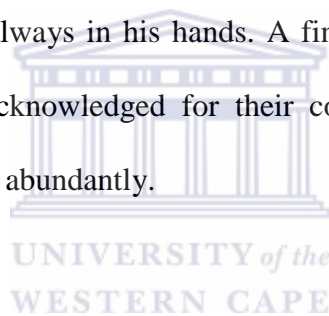 lways in his hands. A fir
cknowledged for their co
abundantly.
UNIVERSITY of the
WESTERN CAPE